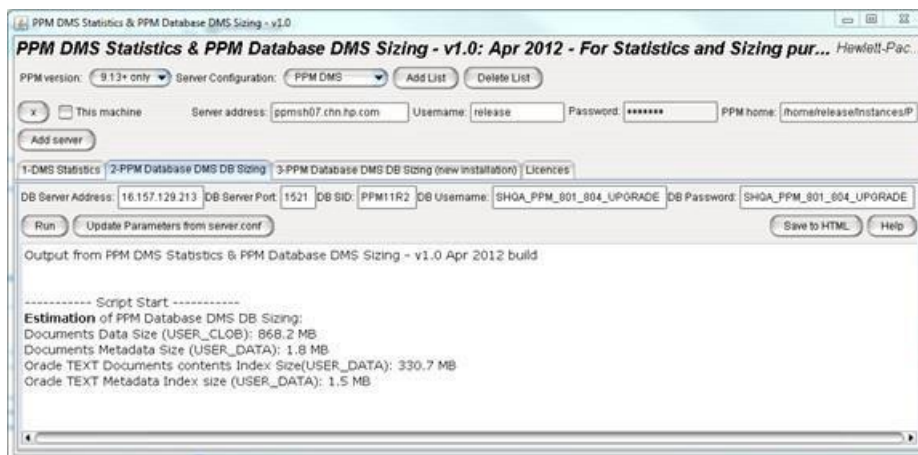 PPM DMS Statistics & PPM Database DMS Sizing - v1.0
PPM DMS Statistics & PPM Database DMS Sizing - v1.0: Apr 2012 - For Statistics and Sizing pur... Hewlett-Pac...
PPM version: 9.13+ only Server Configuration: PPM DMS Add List Delete List
x This machine Server address: ppmsh07.chn.hp.com Username: release Password: ••••••• PPM home: /home/release/Instances/P
Add server
1-DMS Statistics 2-PPM Database DMS DB Sizing 3-PPM Database DMS DB Sizing (new installation) Licences
DB Server Address: 16.157.129.213 DB Server Port: 1521 DB SID: PPM11R2 DB Username: SHQA_PPM_801_804_UPGRADE DB Password: SHQA_PPM_801_804_UPGRADE
Run Update Parameters from server.conf Save to HTML Help
Output from PPM DMS Statistics & PPM Database DMS Sizing - v1.0 Apr 2012 build
----------- Script Start -----------
Estimation of PPM Database DMS DB Sizing:
Documents Data Size (USER_CLOB): 868.2 MB
Documents Metadata Size (USER_DATA): 1.8 MB
Oracle TEXT Documents contents Index Size(USER_DATA): 330.7 MB
Oracle TEXT Metadata Index size (USER_DATA): 1.5 MB